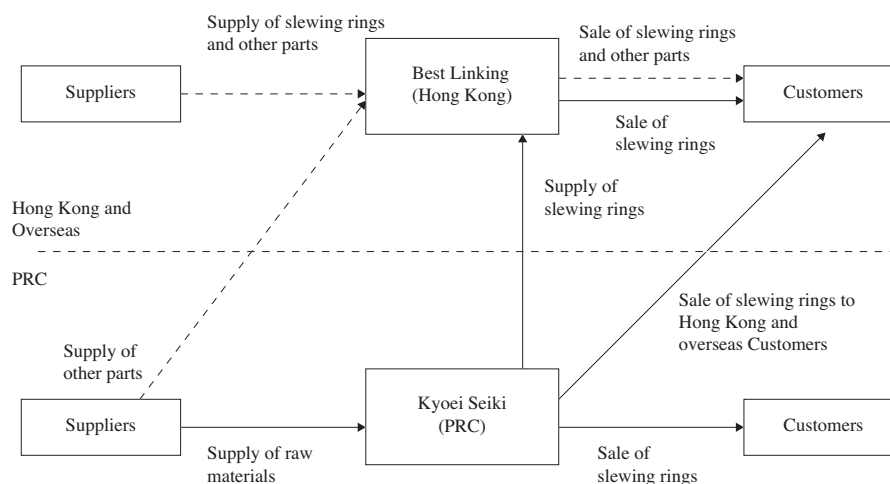 Supply of slewing rings
and other parts
Sale of slewing rings
and other parts
Suppliers
Best Linking
(Hong Kong)
Customers
Sale of
slewing rings
Supply of
slewing rings
Hong Kong and
Overseas
PRC
Sale of slewing rings to
Hong Kong and
overseas Customers
Supply of
other parts
Suppliers
Kyoei Seiki
(PRC)
Customers
Supply of raw
materials
Sale of
slewing rings